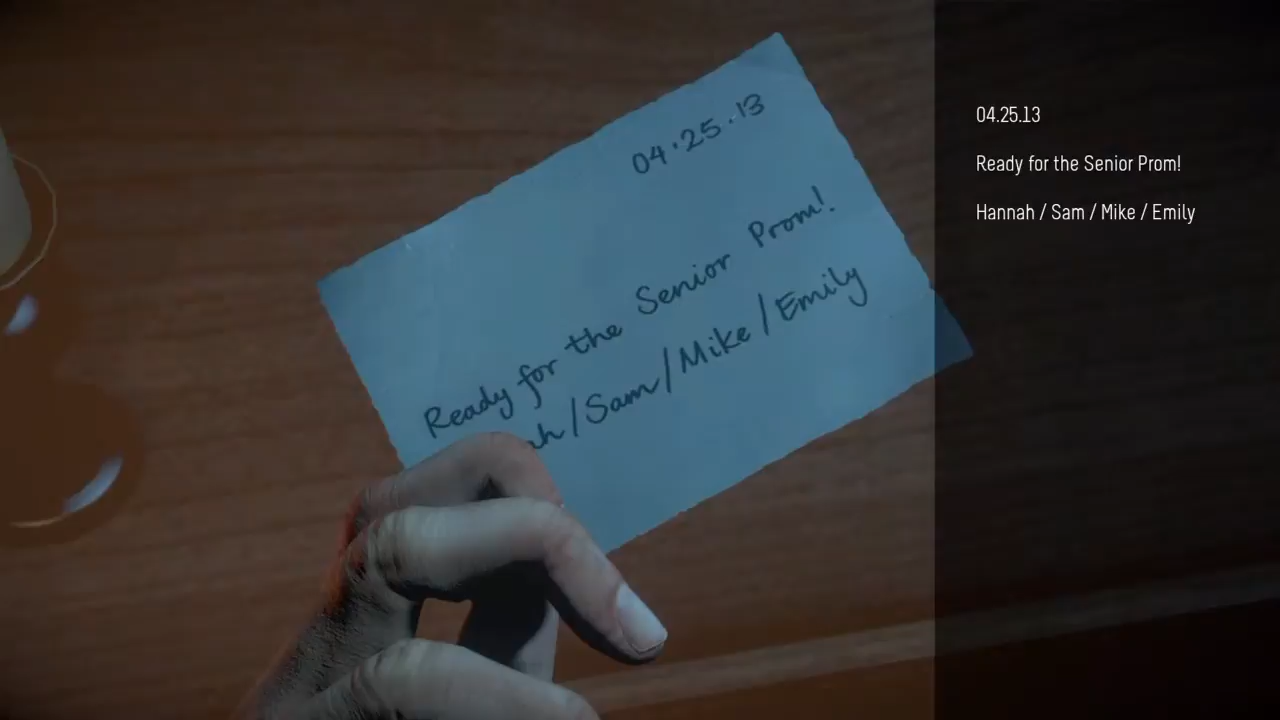 04.25.13
Ready for the Senior Prom!
ah/Sam/Mike/Emily
04.25.13
Ready for the Senior Prom!
Hannah / Sam / Mike / Emily